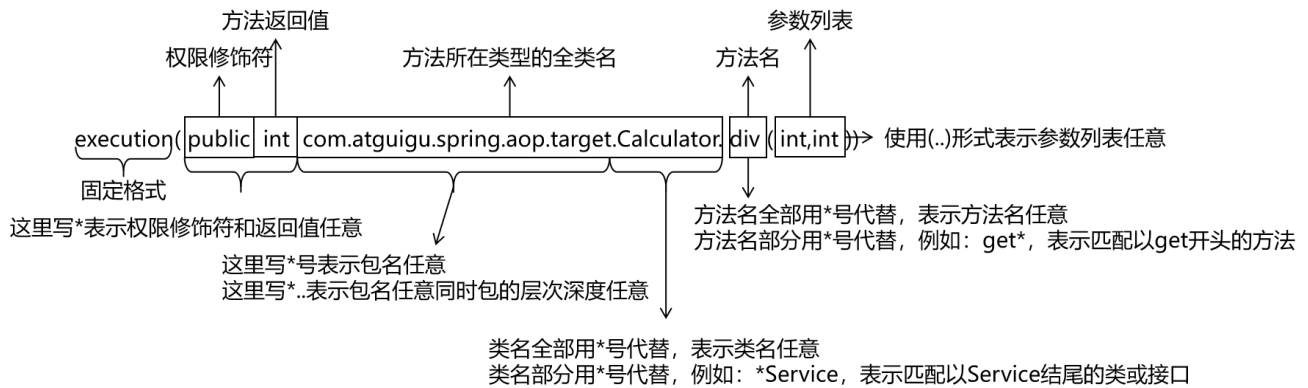 方法返回值
参数列表
权限修饰符
方法所在类型的全类名
方法名
execution( public int com.atguigu.spring.aop.target.Calculator. div ( int,int ))
使用(..)形式表示参数列表任意
固定格式
这里写*表示权限修饰符和返回值任意
方法名全部用*号代替，表示方法名任意
方法名部分用*号代替，例如：get*，表示匹配以get开头的方法
这里写*号表示包名任意
这里写*..表示包名任意同时包的层次深度任意
类名全部用*号代替，表示类名任意
类名部分用*号代替，例如：*Service，表示匹配以Service结尾的类或接口